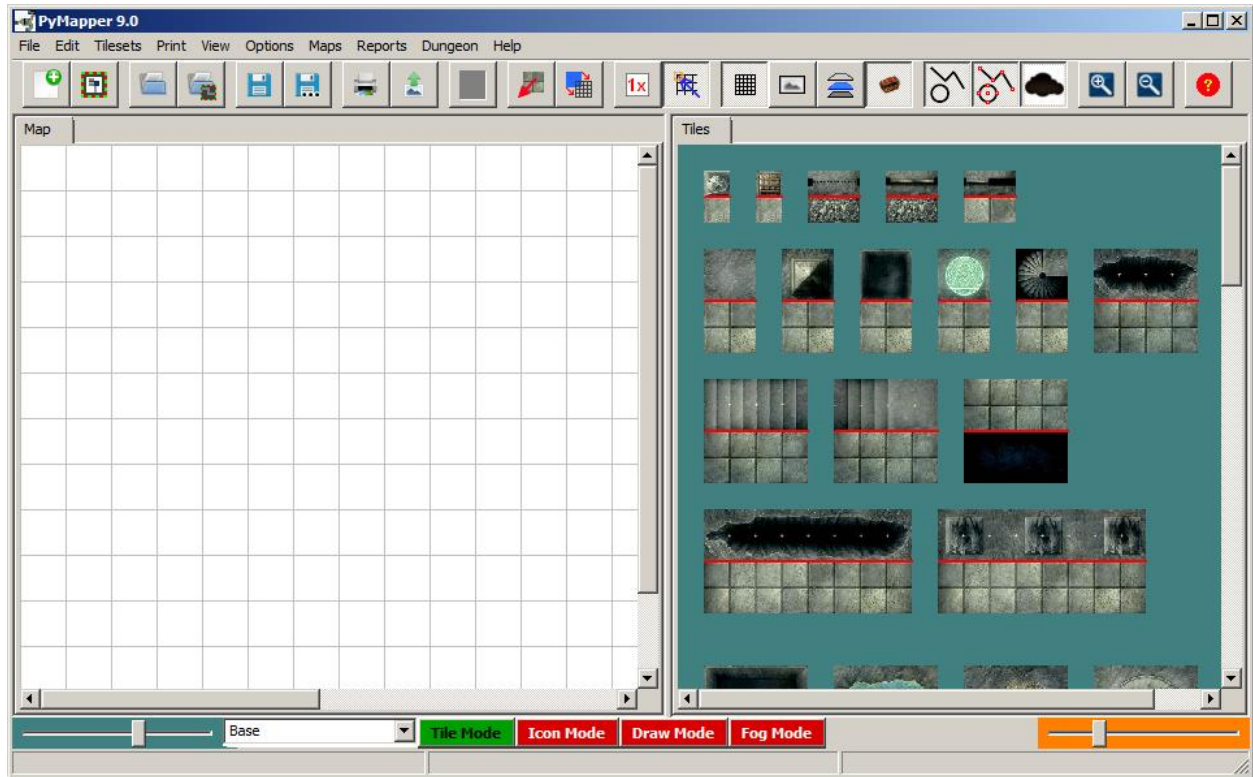 PyMapper 9.0
File Edit Tilesets Print View Options Maps Reports Dungeon Help
1x ?
Map
Tiles
Base Tile Mode Icon Mode Draw Mode Fog Mode